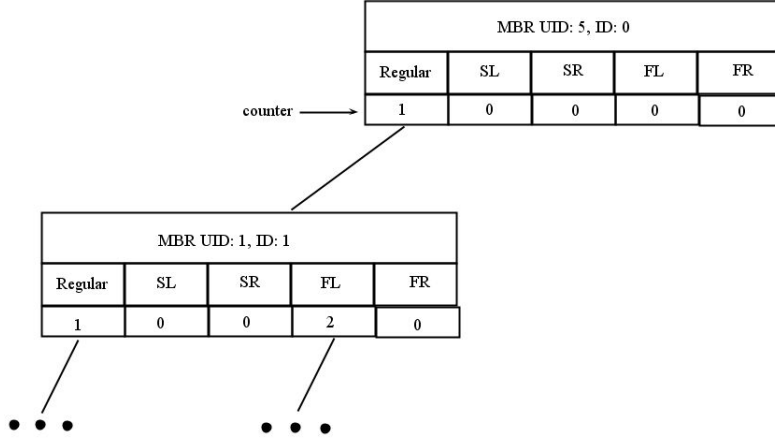 MBR UID: 5, ID: 0
Regular SL SR FL FR
counter 1 0 0 0 0
MBR UID: 1, ID: 1
Regular SL SR FL FR
1 0 0 2 0